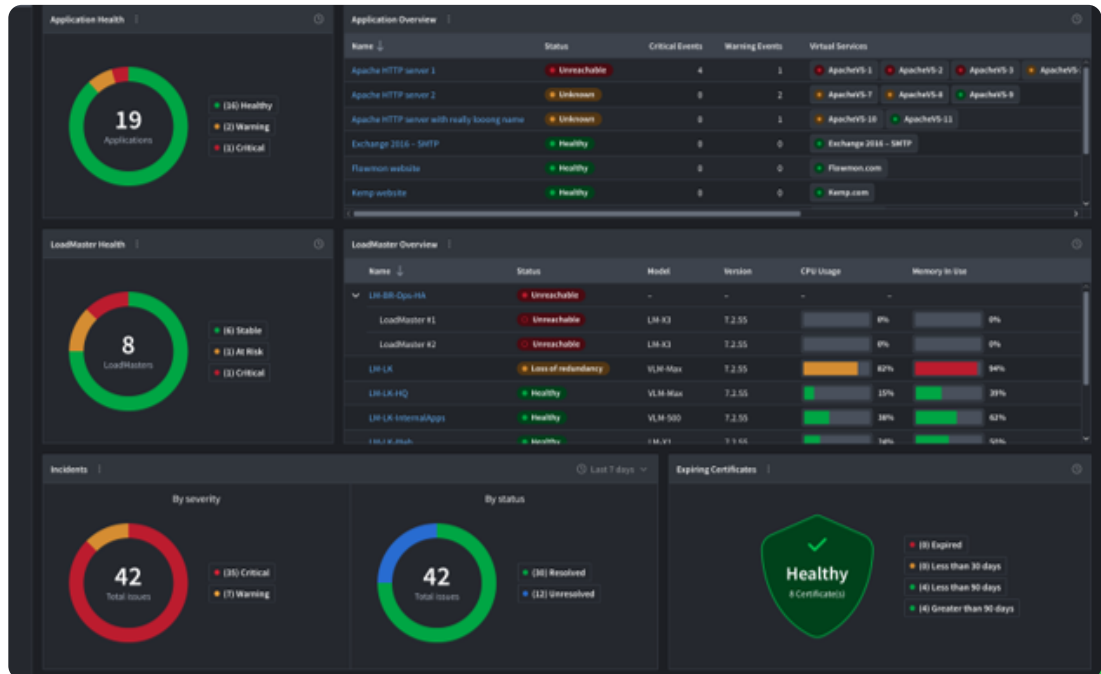 Application Health
19
Applications
(16) Healthy
(2) Warning
(1) Critical
Application Overview
Name Status Critical Events Warning Events Virtual Services
Apache HTTP server 1 Unreachable 4 1 ApacheVS-1 ApacheVS-2 ApacheVS-3 ApacheVS-
Apache HTTP server 2 Unknown 0 2 ApacheVS-7 ApacheVS-8 ApacheVS-9
Apache HTTP server with really looong name Unknown 0 1 ApacheVS-10 ApacheVS-11
Exchange 2016 - SMTP Healthy 0 0 Exchange 2016 - SMTP
Flowmon website Healthy 0 0 Flowmon.com
Kemp website Healthy 0 0 Kemp.com
LoadMaster Health
8
LoadMasters
(6) Stable
(1) At Risk
(1) Critical
LoadMaster Overview
Name Status Model Version CPU Usage Memory In Use
LM-BR-Ops-HA Unreachable - - - -
LoadMaster #1 Unreachable LM-X3 7.2.55 0% 0%
LoadMaster #2 Unreachable LM-X3 7.2.55 0% 0%
LM-LK Loss of redundancy VLM-Max 7.2.55 82% 94%
LM-LK-HQ Healthy VLM-Max 7.2.55 15% 39%
LM-LK-InternalApps Healthy VLM-500 7.2.55 38% 62%
Healthy
Incidents
Last 7 days
By severity
42
Total issues
(35) Critical
(7) Warning
By status
42
Total issues
(30) Resolved
(12) Unresolved
Expiring Certificates
Healthy
8 Certificate(s)
(0) Expired
(0) Less than 30 days
(4) Less than 90 days
(4) Greater than 90 days